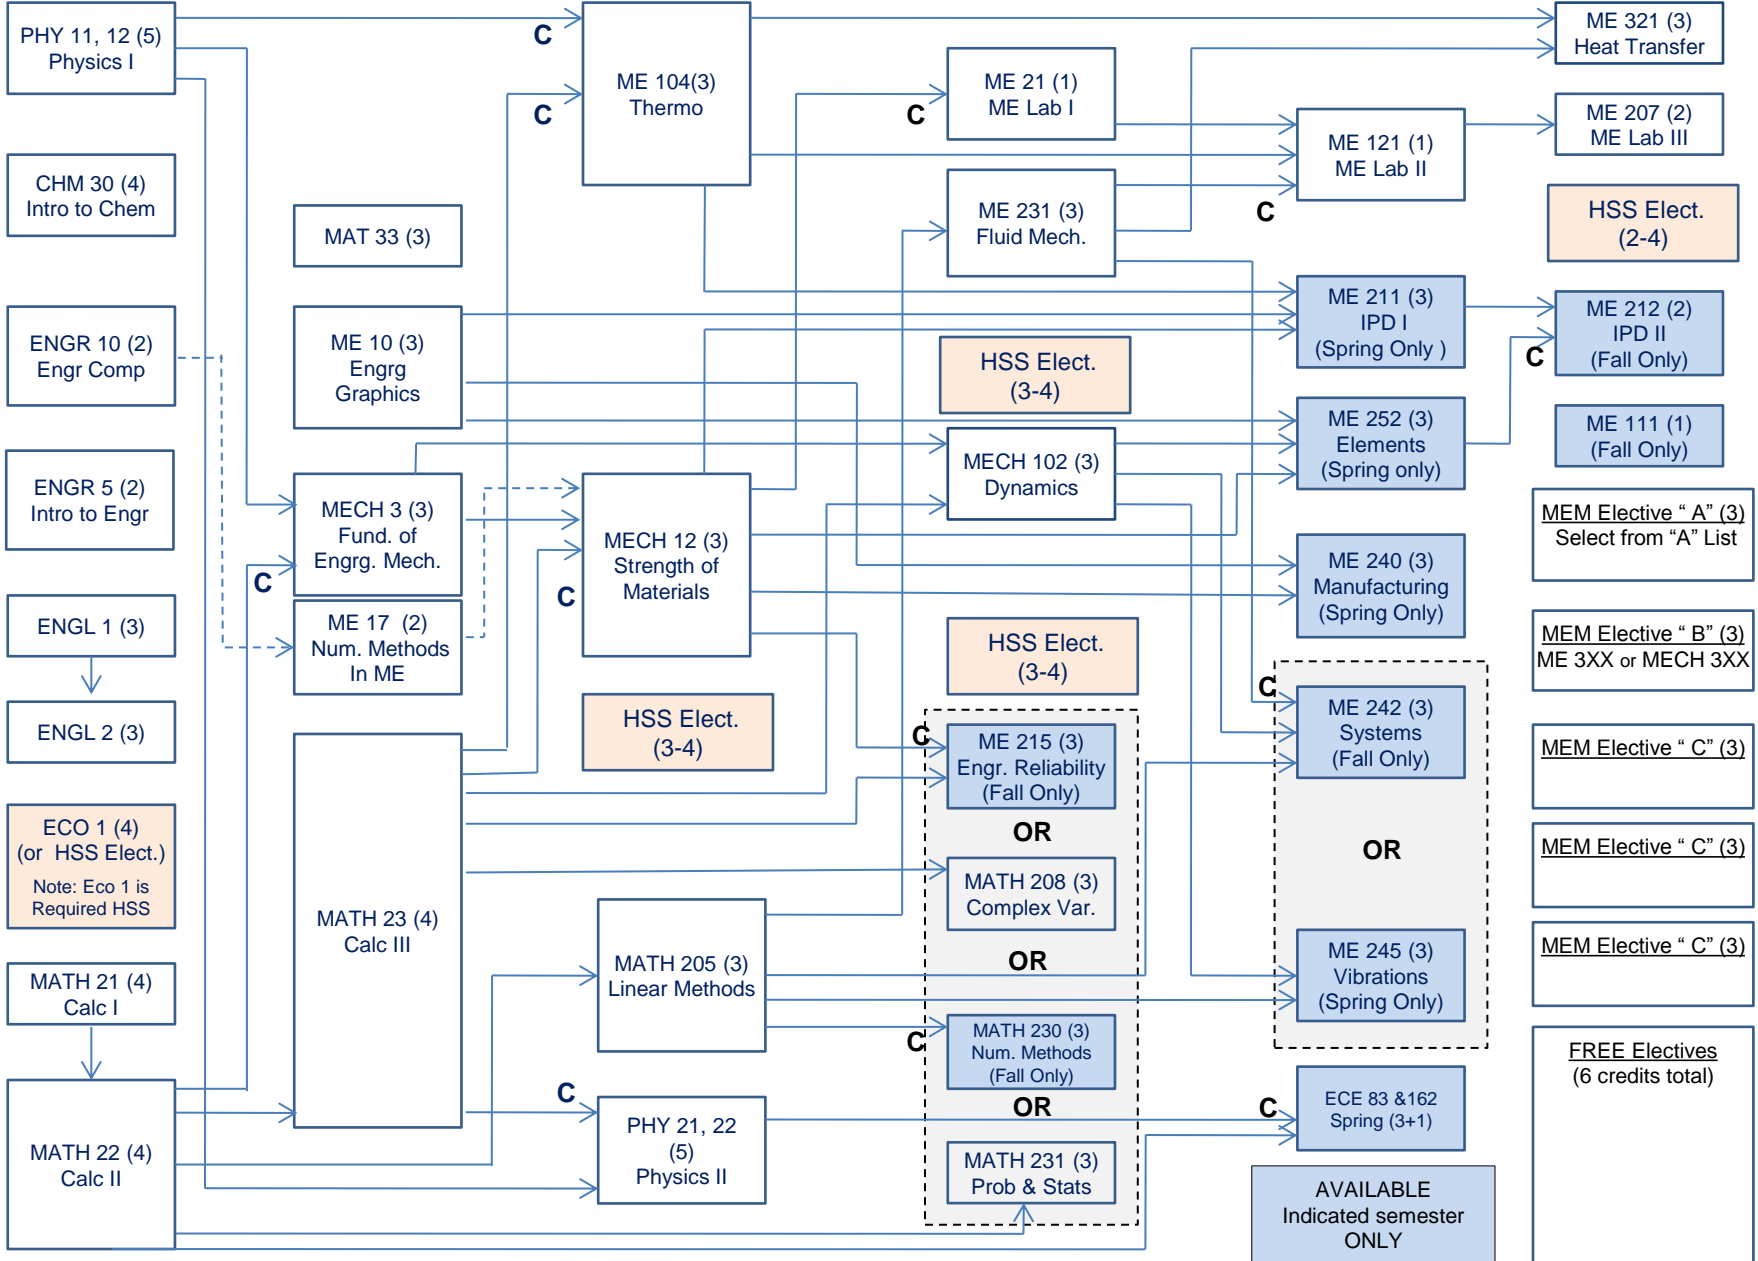 PHY 11, 12 (5)
Physics I
CHM 30 (4)
Intro to Chem
ENGR 10 (2)
Engr Comp
ENGR 5 (2)
Intro to Engr
ENGL 1 (3)
ENGL 2 (3)
ECO 1 (4)
(or HSS Elect.)
Note: Eco 1 is
Required HSS
MATH 21 (4)
Calc I
MATH 22 (4)
Calc II
MAT 33 (3)
ME 10 (3)
Engrg
Graphics
MECH 3 (3)
Fund. of
Engrg. Mech.
C
ME 17 (2)
Num. Methods
In ME
MATH 23 (4)
Calc III
C
C
ME 104(3)
Thermo
MECH 12 (3)
Strength of
Materials
C
HSS Elect.
(3-4)
MATH 205 (3)
Linear Methods
C
PHY 21, 22
(5)
Physics II
ME 21 (1)
ME Lab I
C
ME 231 (3)
Fluid Mech.
HSS Elect.
(3-4)
MECH 102 (3)
Dynamics
HSS Elect.
(3-4)
C
ME 215 (3)
Engr. Reliability
(Fall Only)
OR
MATH 208 (3)
Complex Var.
OR
C
MATH 230 (3)
Num. Methods
(Fall Only)
OR
MATH 231 (3)
Prob & Stats
ME 121 (1)
ME Lab II
C
ME 211 (3)
IPD I
(Spring Only )
ME 252 (3)
Elements
(Spring only)
ME 240 (3)
Manufacturing
(Spring Only)
C
ME 242 (3)
Systems
(Fall Only)
OR
ME 245 (3)
Vibrations
(Spring Only)
C
ECE 83 &162
Spring (3+1)
AVAILABLE
Indicated semester
ONLY
ME 321 (3)
Heat Transfer
ME 207 (2)
ME Lab III
HSS Elect.
(2-4)
ME 212 (2)
IPD II
(Fall Only)
C
ME 111 (1)
(Fall Only)
MEM Elective “ A” (3)
Select from “A” List
MEM Elective “ B” (3)
ME 3XX or MECH 3XX
MEM Elective “ C” (3)
MEM Elective “ C” (3)
MEM Elective “ C” (3)
FREE Electives
(6 credits total)